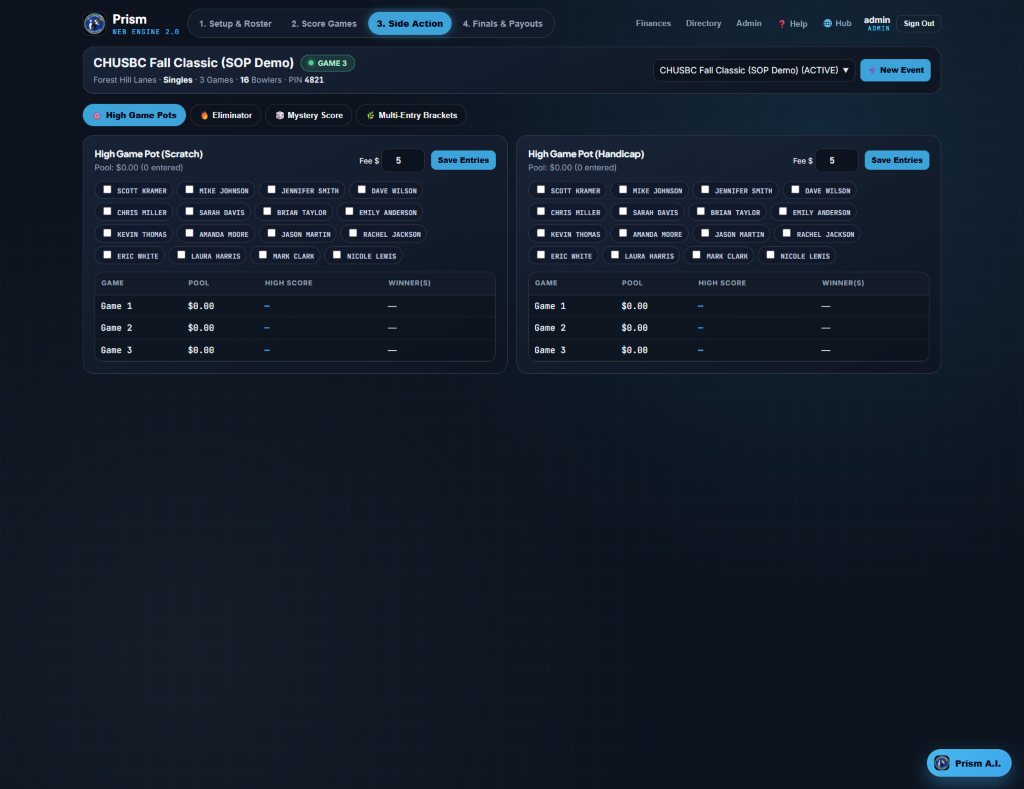 Prism
WEB ENGINE 2.0
1. Setup & Roster
2. Score Games
3. Side Action
4. Finals & Payouts
Finances
Directory
Admin
Help
Hub
admin
ADMIN
Sign Out
CHUSBC Fall Classic (SOP Demo)
GAME 3
Forest Hill Lanes · Singles · 3 Games · 16 Bowlers · PIN 4821
CHUSBC Fall Classic (SOP Demo) (ACTIVE)
New Event
High Game Pots
Eliminator
Mystery Score
Multi-Entry Brackets
High Game Pot (Scratch)
Pool: $0.00 (0 entered)
Fee $ 5
Save Entries
SCOTT KRAMER MIKE JOHNSON JENNIFER SMITH DAVE WILSON
CHRIS MILLER SARAH DAVIS BRIAN TAYLOR EMILY ANDERSON
KEVIN THOMAS AMANDA MOORE JASON MARTIN RACHEL JACKSON
ERIC WHITE LAURA HARRIS MARK CLARK NICOLE LEWIS
GAME POOL HIGH SCORE WINNER(S)
Game 1 $0.00 – —
Game 2 $0.00 – —
Game 3 $0.00 – —
High Game Pot (Handicap)
Pool: $0.00 (0 entered)
Fee $ 5
Save Entries
SCOTT KRAMER MIKE JOHNSON JENNIFER SMITH DAVE WILSON
CHRIS MILLER SARAH DAVIS BRIAN TAYLOR EMILY ANDERSON
KEVIN THOMAS AMANDA MOORE JASON MARTIN RACHEL JACKSON
ERIC WHITE LAURA HARRIS MARK CLARK NICOLE LEWIS
GAME POOL HIGH SCORE WINNER(S)
Game 1 $0.00 – —
Game 2 $0.00 – —
Game 3 $0.00 – —
Prism A.I.